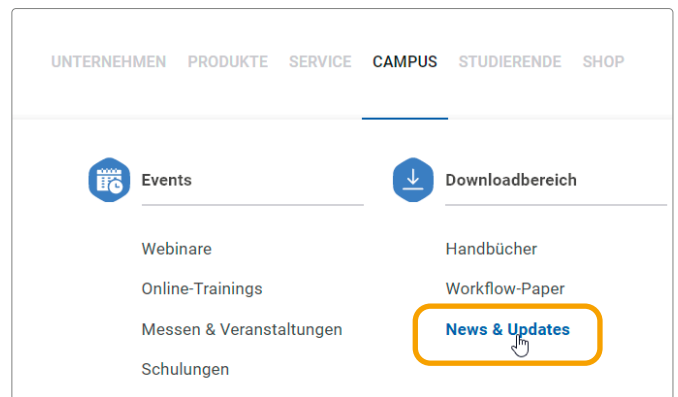 UNTERNEHMEN PRODUKTE SERVICE CAMPUS STUDIERENDE SHOP
Events
Webinare
Online-Trainings
Messen & Veranstaltungen
Schulungen
Downloadbereich
Handbücher
Workflow-Paper
News & Updates